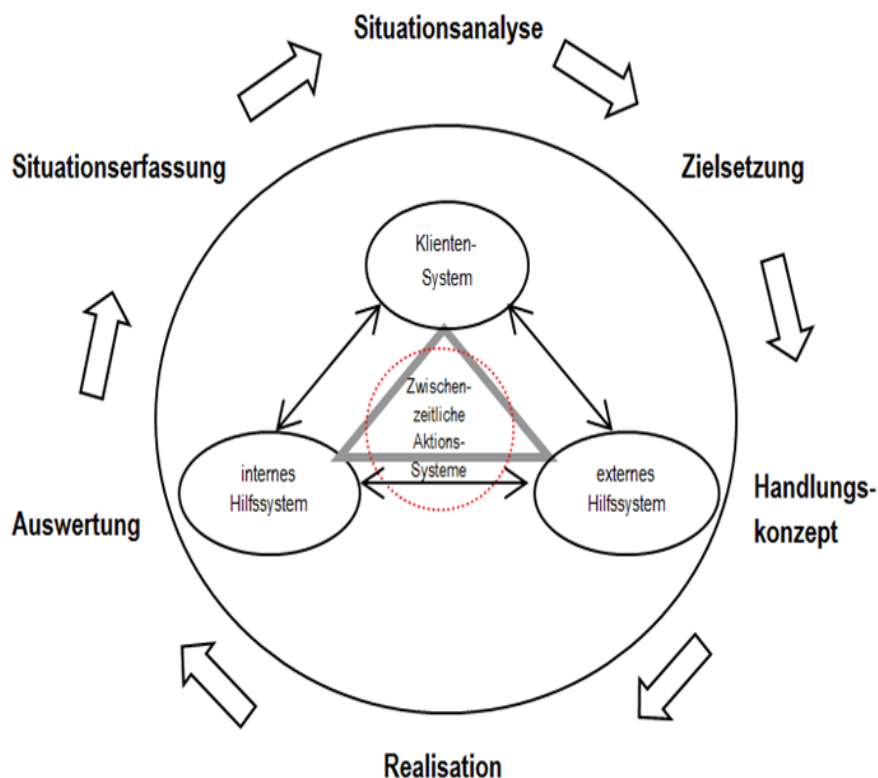 Situationsanalyse
Situationserfassung
Zielsetzung
Klienten-
System
Zwischen-
zeitliche
Aktions-
Systeme
internes
Hilfssystem
externes
Hilfssystem
Auswertung
Handlungs-
konzept
Realisation